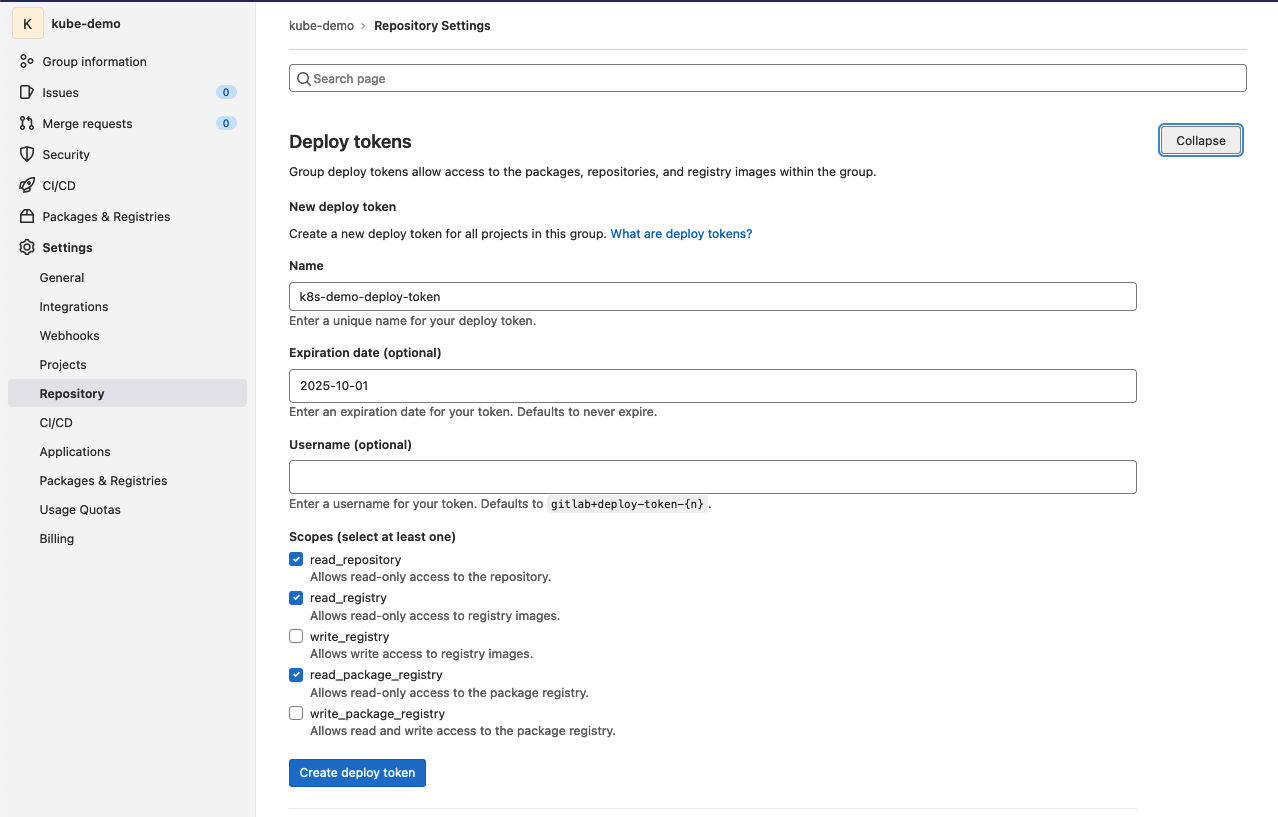 K kube-demo
Group information
Issues 0
Merge requests 0
Security
CI/CD
Packages & Registries
Settings
General
Integrations
Webhooks
Projects
Repository
CI/CD
Applications
Packages & Registries
Usage Quotas
Billing
kube-demo › Repository Settings
Search page
Deploy tokens
Collapse
Group deploy tokens allow access to the packages, repositories, and registry images within the group.
New deploy token
Create a new deploy token for all projects in this group. What are deploy tokens?
Name
k8s-demo-deploy-token
Enter a unique name for your deploy token.
Expiration date (optional)
2025-10-01
Enter an expiration date for your token. Defaults to never expire.
Username (optional)
Enter a username for your token. Defaults to gitlab+deploy-token-{n}.
Scopes (select at least one)
read_repository
Allows read-only access to the repository.
read_registry
Allows read-only access to registry images.
write_registry
Allows write access to registry images.
read_package_registry
Allows read-only access to the package registry.
write_package_registry
Allows read and write access to the package registry.
Create deploy token